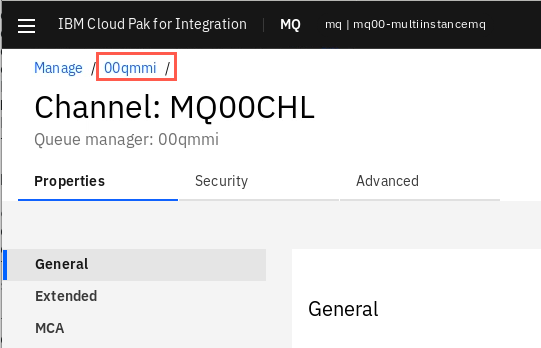 IBM Cloud Pak for Integration | MQ mq | mq00-multiinstancemq
Manage / 00qmmi /
Channel: MQ00CHL
Queue manager: 00qmmi
Properties Security Advanced
General
Extended
General
MCA